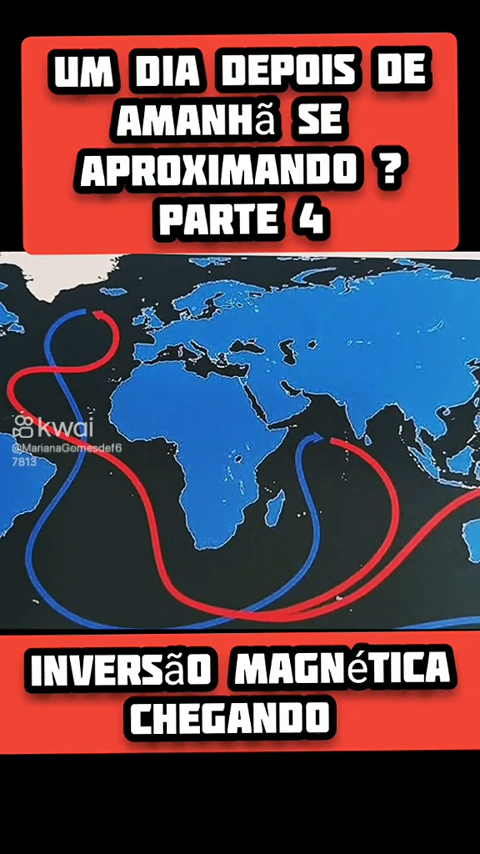 UM DIA DEPOIS DE
AMANHã SE
APROXIMANDO ?
PARTE 4
kwai
@MarianaGomesdef6
7813
INVERSãO MAGNéTICA
CHEGANDO